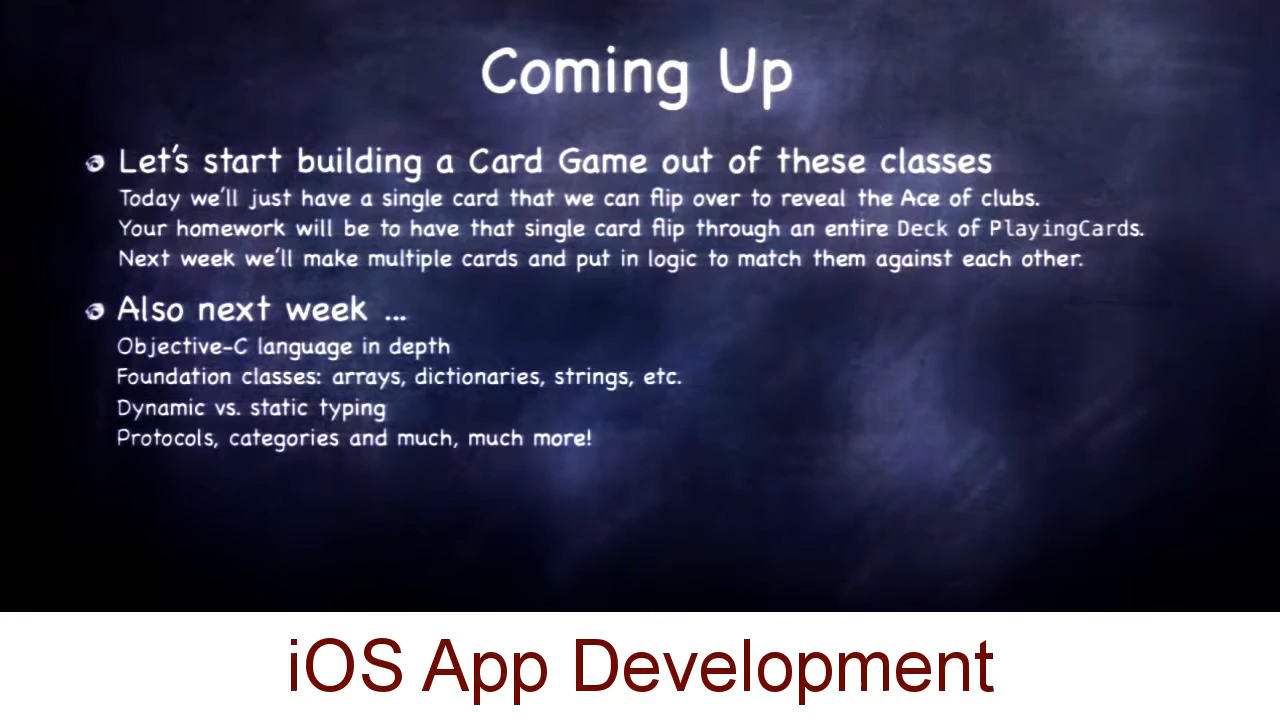 Coming Up
Let's start building a Card Game out of these classes
Today we'll just have a single card that we can flip over to reveal the Ace of clubs.
Your homework will be to have that single card flip through an entire Deck of PlayingCards.
Next week we'll make multiple cards and put in logic to match them against each other.
Also next week ...
Objective-C language in depth
Foundation classes: arrays, dictionaries, strings, etc.
Dynamic vs. static typing
Protocols, categories and much, much more!
iOS App Development